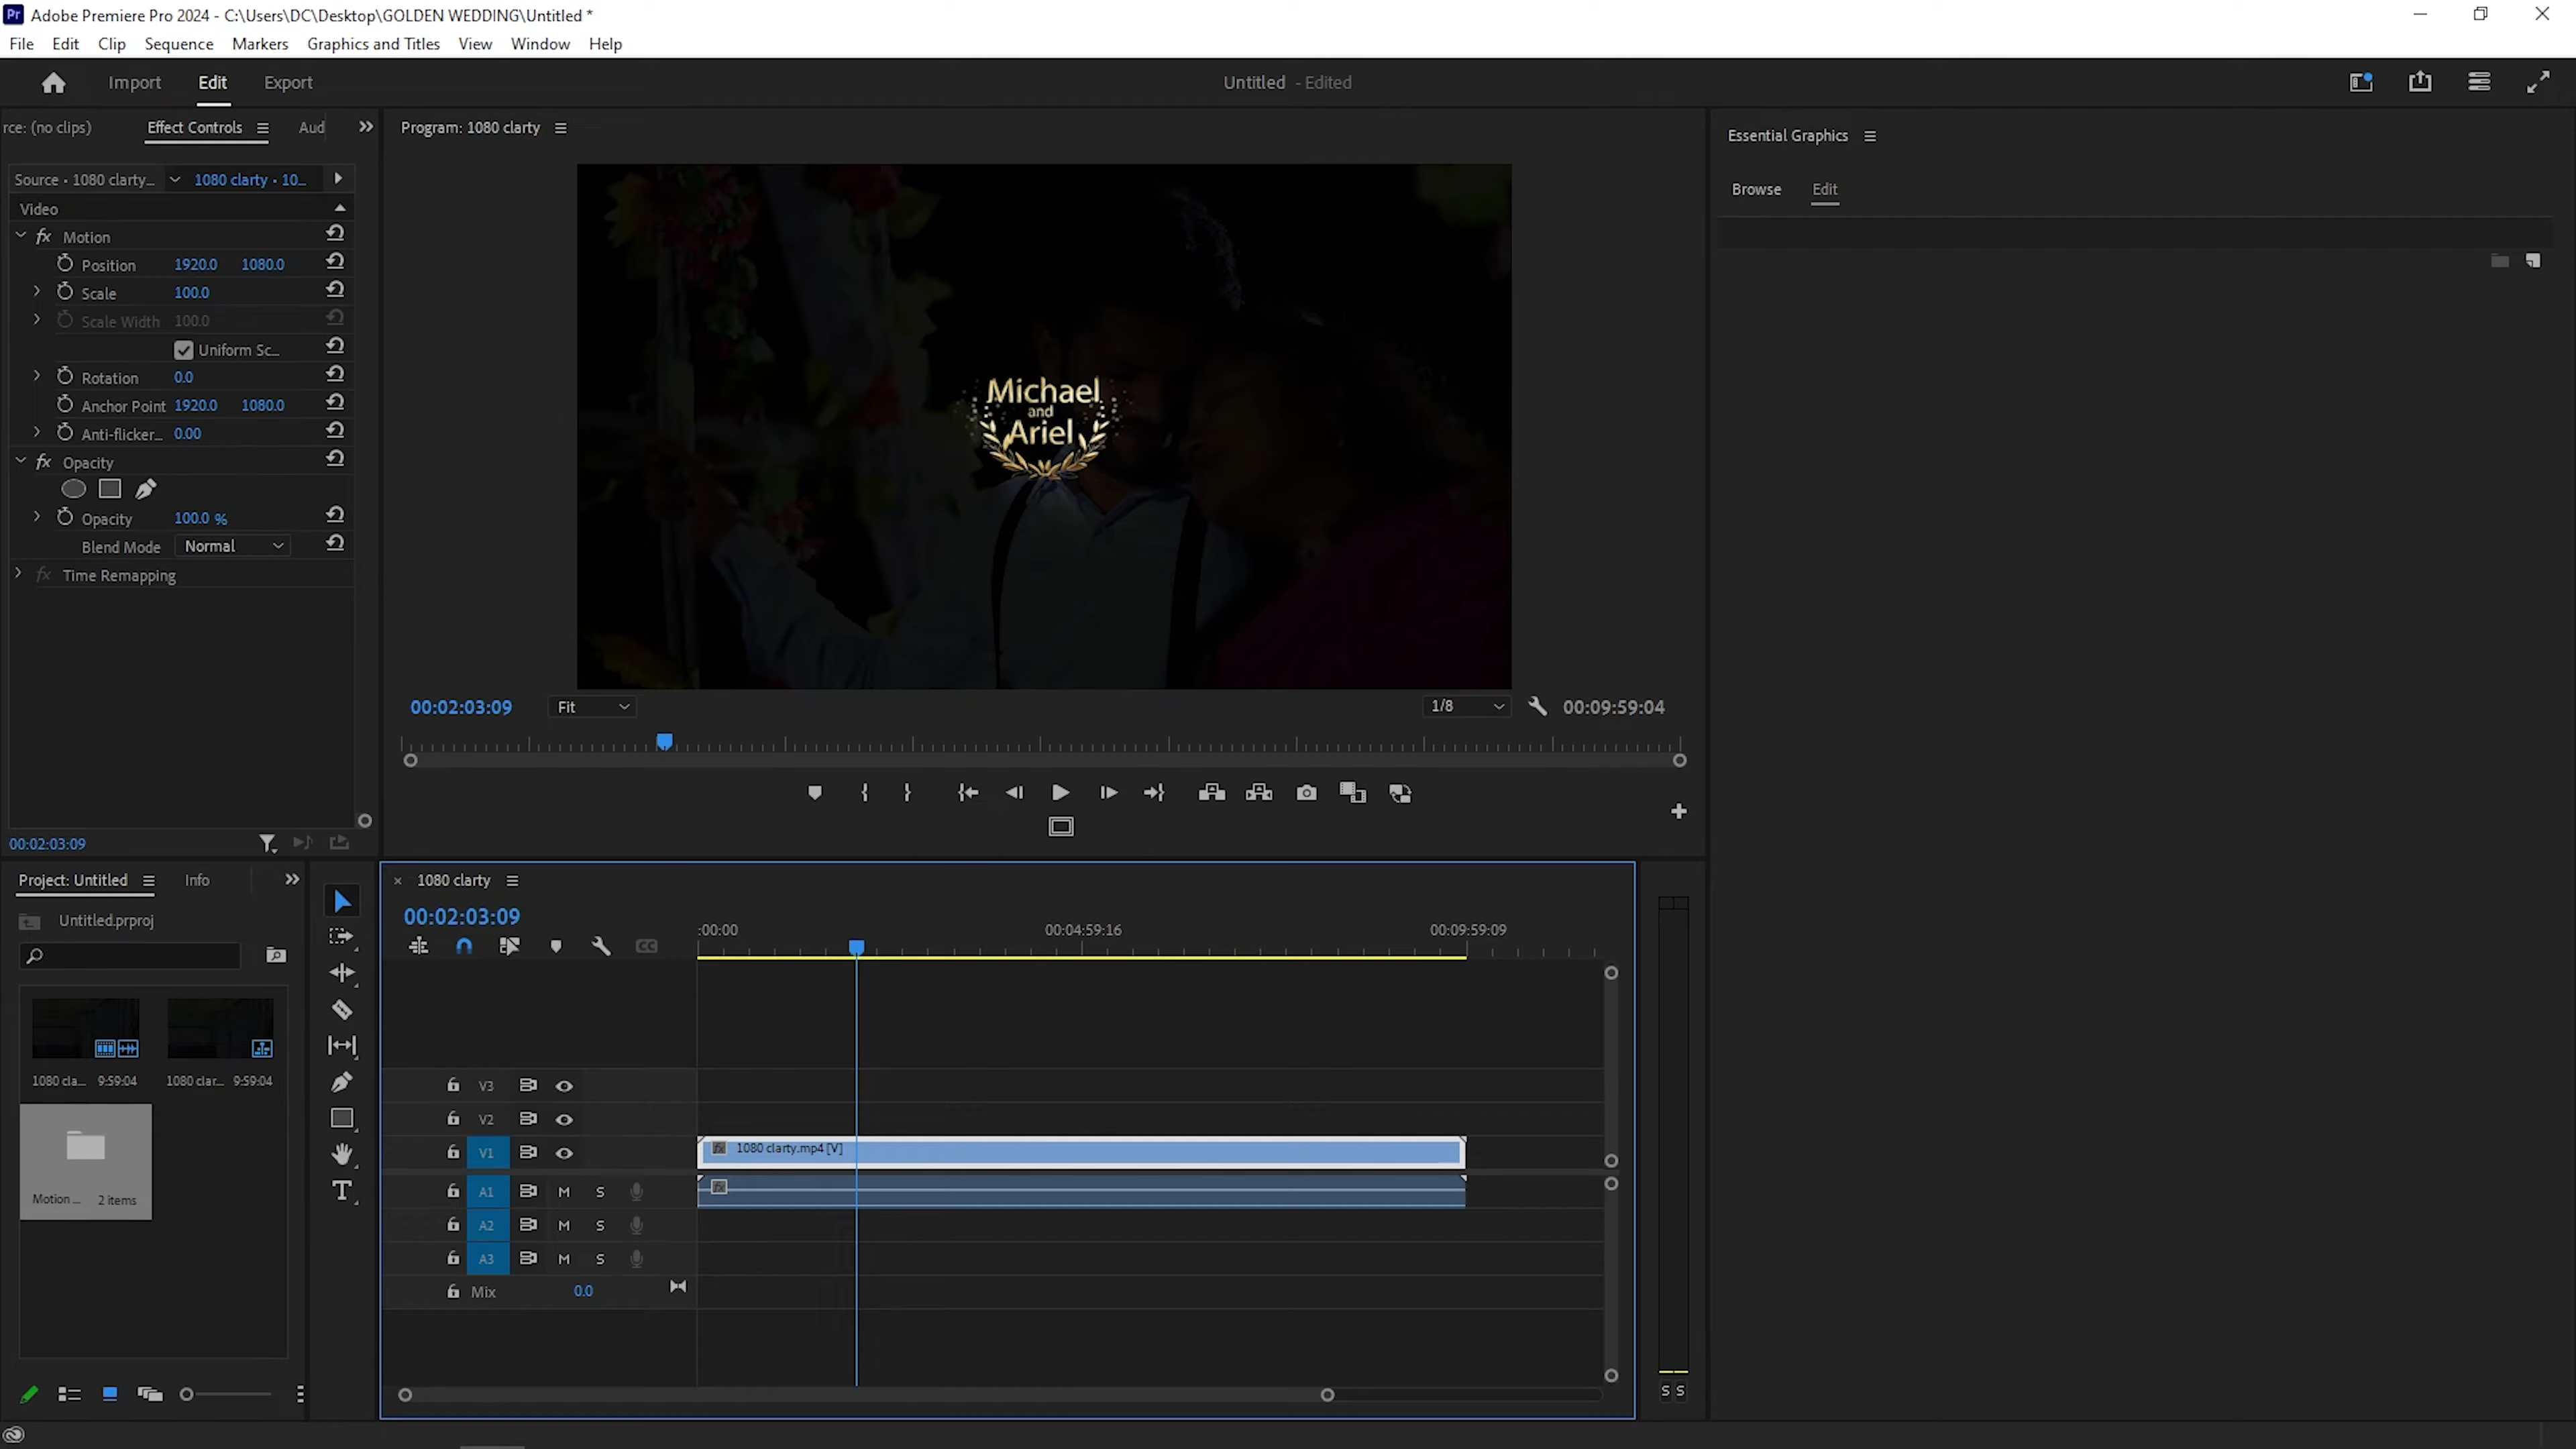 Adobe Premiere Pro 2024 - C:\Users\DC\Desktop\GOLDEN WEDDING\Untitled *
File Edit Clip Sequence Markers Graphics and Titles View Window Help
Import Edit Export
Untitled - Edited
rce: (no clips) Effect Controls Aud
Program: 1080 clarty
Essential Graphics
Browse Edit
Source • 1080 clarty... 1080 clarty • 10...
Video
fx Motion
Position 1920.0 1080.0
Scale 100.0
Scale Width 100.0
Uniform Sc...
Rotation 0.0
Anchor Point 1920.0 1080.0
Anti-flicker... 0.00
fx Opacity
Opacity 100.0 %
Blend Mode Normal
fx Time Remapping
00:02:03:09
Michael
and
Ariel
00:02:03:09 Fit 1/8 00:09:59:04
Project: Untitled Info
Untitled.prproj
1080 cla... 9:59:04 1080 clar... 9:59:04
Motion ... 2 items
1080 clarty
00:02:03:09
:00:00 00:04:59:16 00:09:59:09
V3
V2
V1 fx 1080 clarty.mp4 [V]
A1 M S fx
A2 M S
A3 M S
Mix 0.0
S S